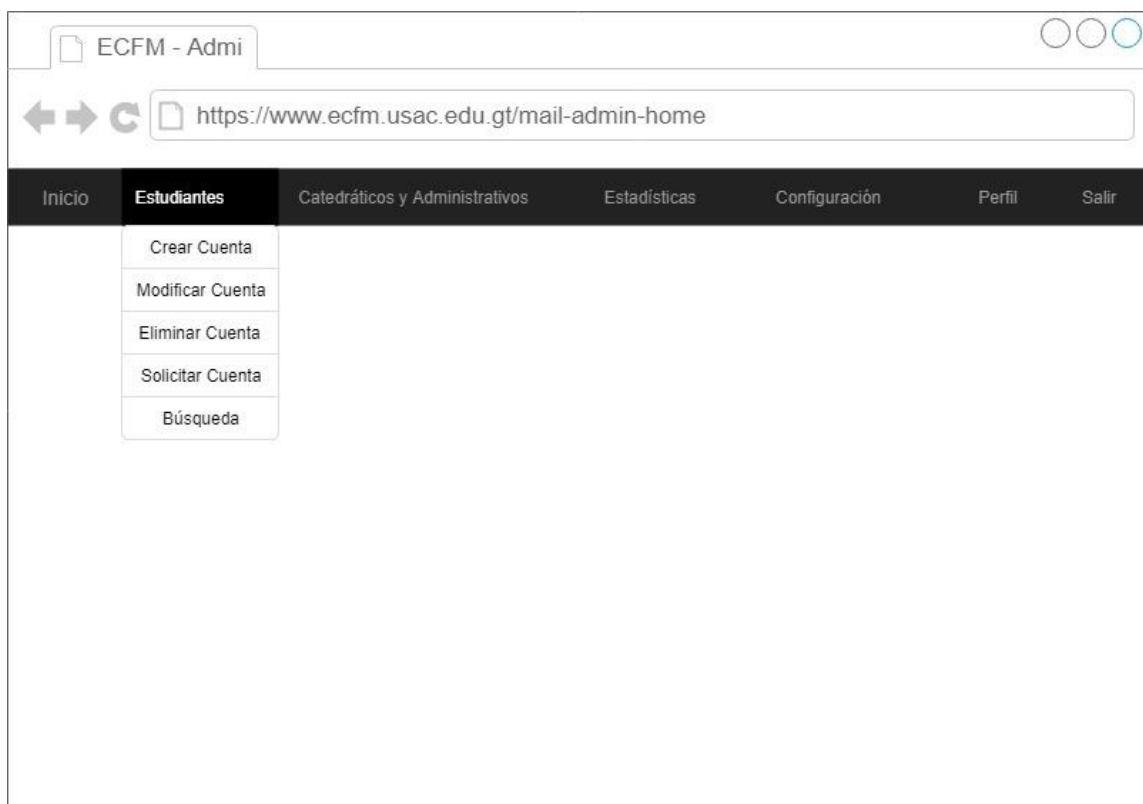 ECFM - Admi
https://www.ecfm.usac.edu.gt/mail-admin-home
Inicio Estudiantes Catedráticos y Administrativos Estadísticas Configuración Perfil Salir
Crear Cuenta
Modificar Cuenta
Eliminar Cuenta
Solicitar Cuenta
Búsqueda